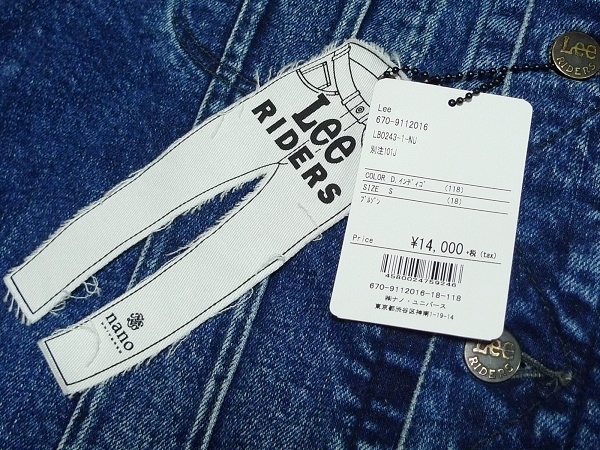 Lee
RIDERS
nano
UNIVERSE
Lee
670-9112016
LB0243-1-NU
別注101J
COLOR D.インディゴ (118)
SIZE S (18)
ブルゾン
Price ¥14,000 +税(tax)
4580024759246
670-9112016-18-118
㈱ナノ・ユニバース
東京都渋谷区神南1-19-14
Lee
RIDERS
Lee
RIDERS